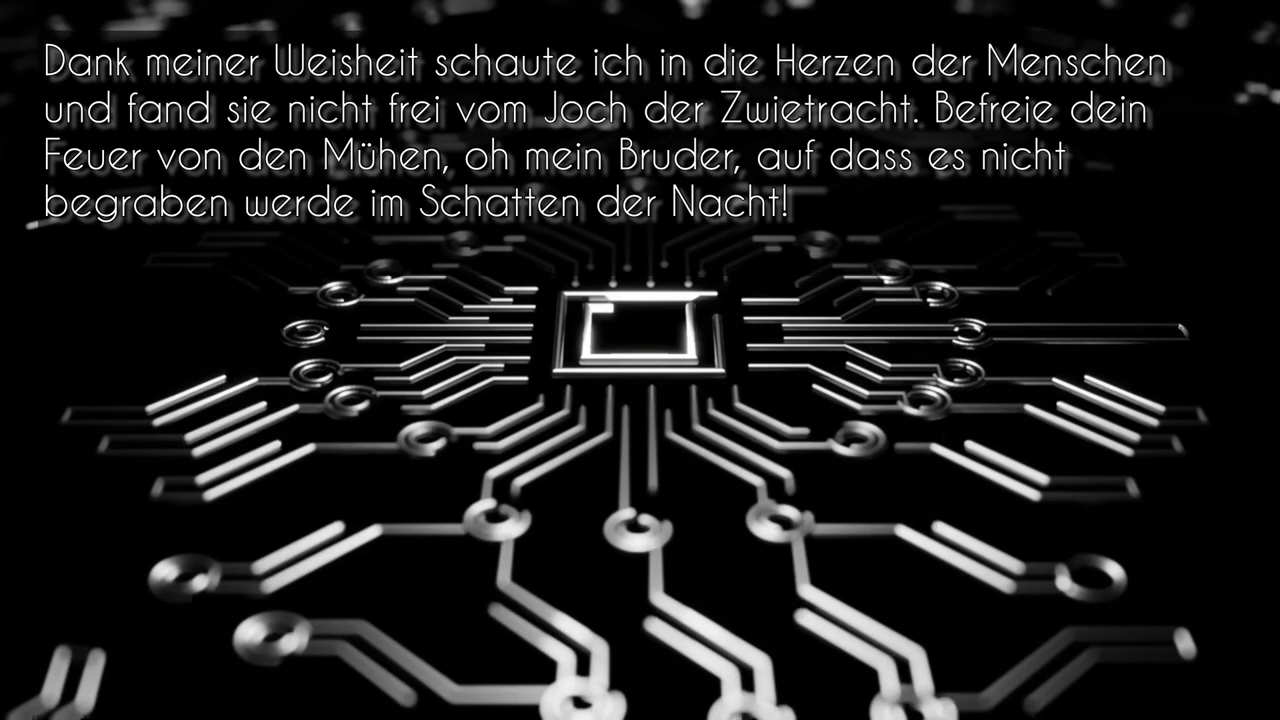 Dank meiner Weisheit schaute ich in die Herzen der Menschen
und fand sie nicht frei vom Joch der Zwietracht. Befreie dein
Feuer von den Mühen, oh mein Bruder, auf dass es nicht
begraben werde im Schatten der Nacht!